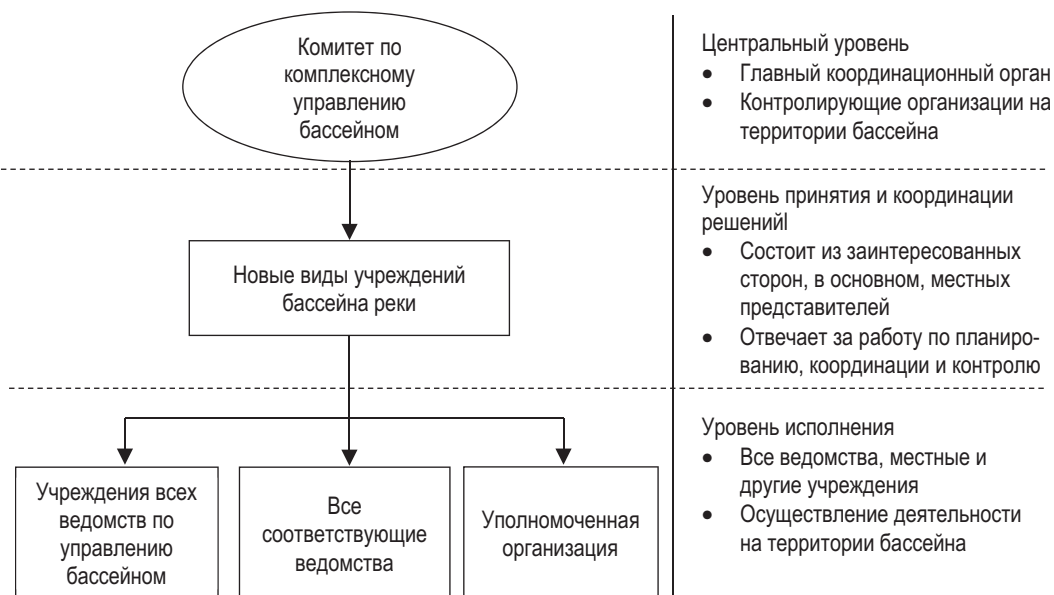 Комитет по
комплексному
управлению
бассейном
Центральный уровень
• Главный координационный орган
• Контролирующие организации на
территории бассейна
Новые виды учреждений
бассейна реки
Уровень принятия и координации
решенийl
• Состоит из заинтересованных
сторон, в основном, местных
представителей
• Отвечает за работу по планиро-
ванию, координации и контролю
Учреждения всех
ведомств по
управлению
бассейном
Все
соответствующие
ведомства
Уполномоченная
организация
Уровень исполнения
• Все ведомства, местные и
другие учреждения
• Осуществление деятельности
на территории бассейна